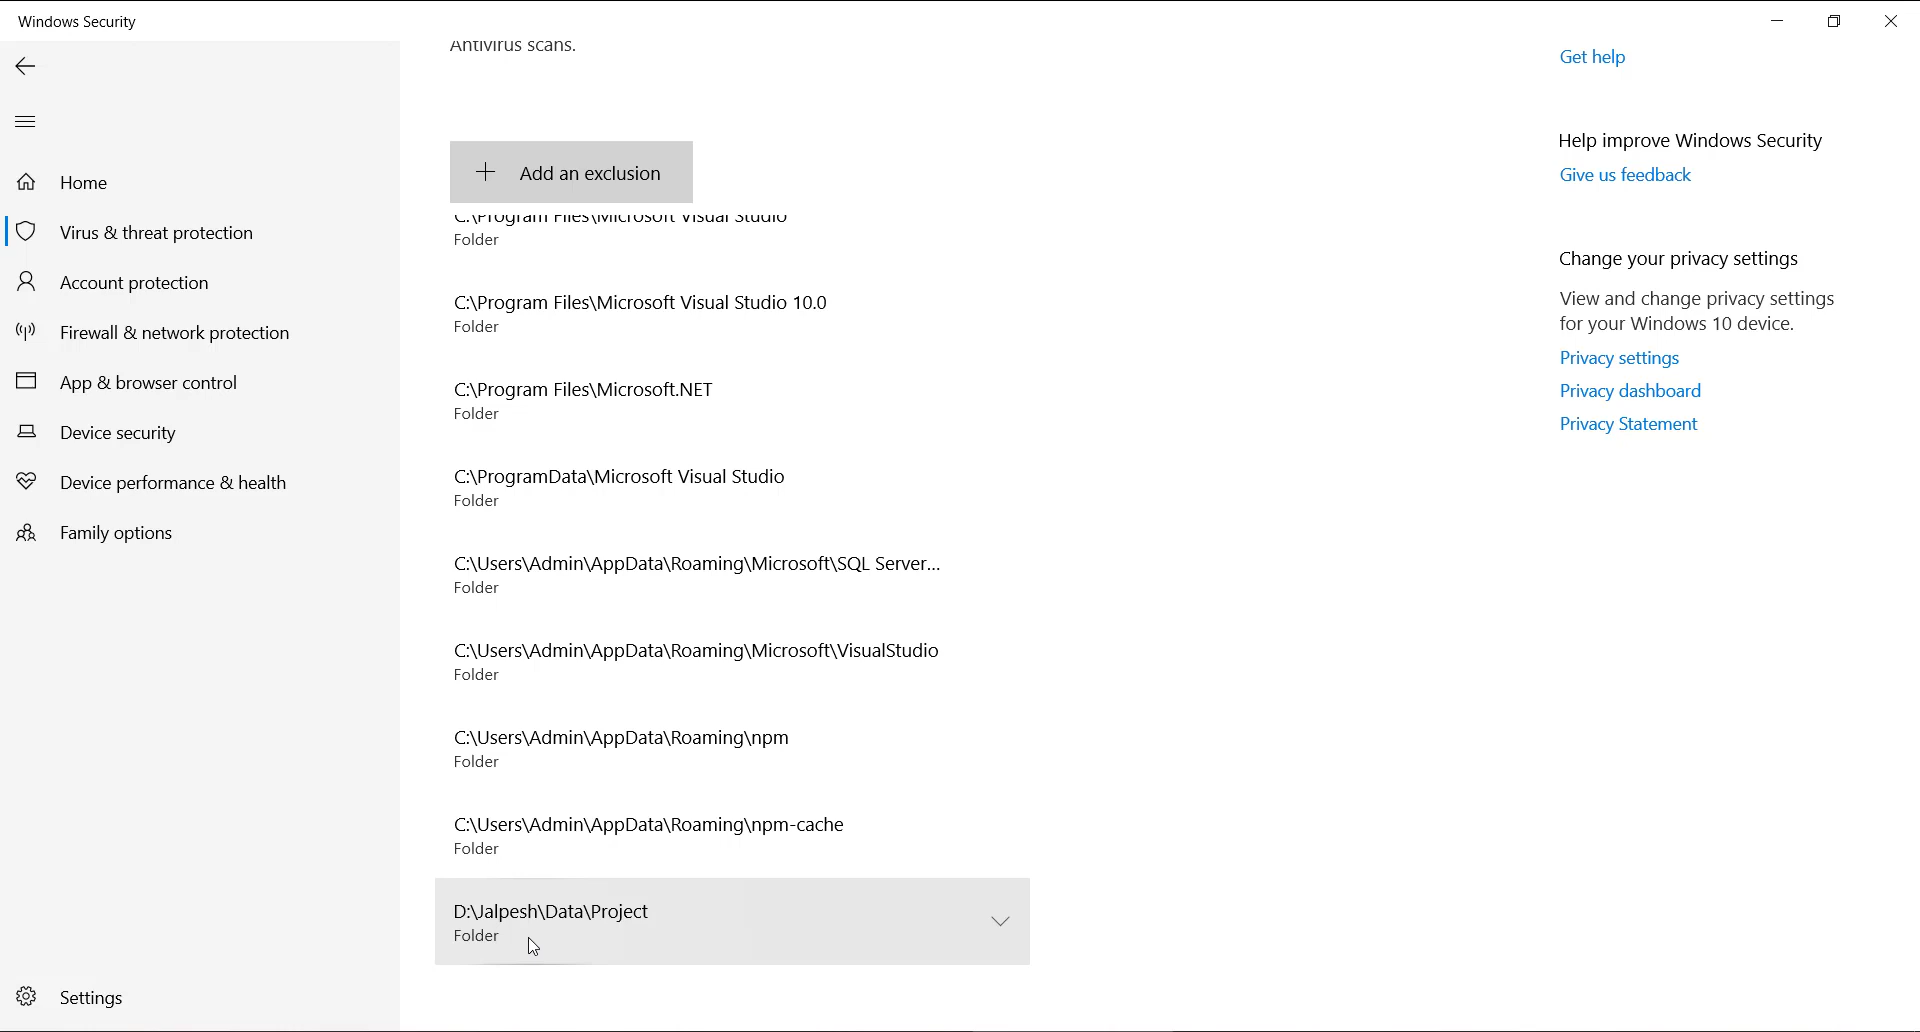 Windows Security
Antivirus scans.
Get help
Help improve Windows Security
Give us feedback
Change your privacy settings
View and change privacy settings
for your Windows 10 device.
Privacy settings
Privacy dashboard
Privacy Statement
Home
Virus & threat protection
Account protection
Firewall & network protection
App & browser control
Device security
Device performance & health
Family options
Settings
Add an exclusion
C:\Program Files\Microsoft Visual Studio
Folder
C:\Program Files\Microsoft Visual Studio 10.0
Folder
C:\Program Files\Microsoft.NET
Folder
C:\ProgramData\Microsoft Visual Studio
Folder
C:\Users\Admin\AppData\Roaming\Microsoft\SQL Server...
Folder
C:\Users\Admin\AppData\Roaming\Microsoft\VisualStudio
Folder
C:\Users\Admin\AppData\Roaming\npm
Folder
C:\Users\Admin\AppData\Roaming\npm-cache
Folder
D:\Jalpesh\Data\Project
Folder